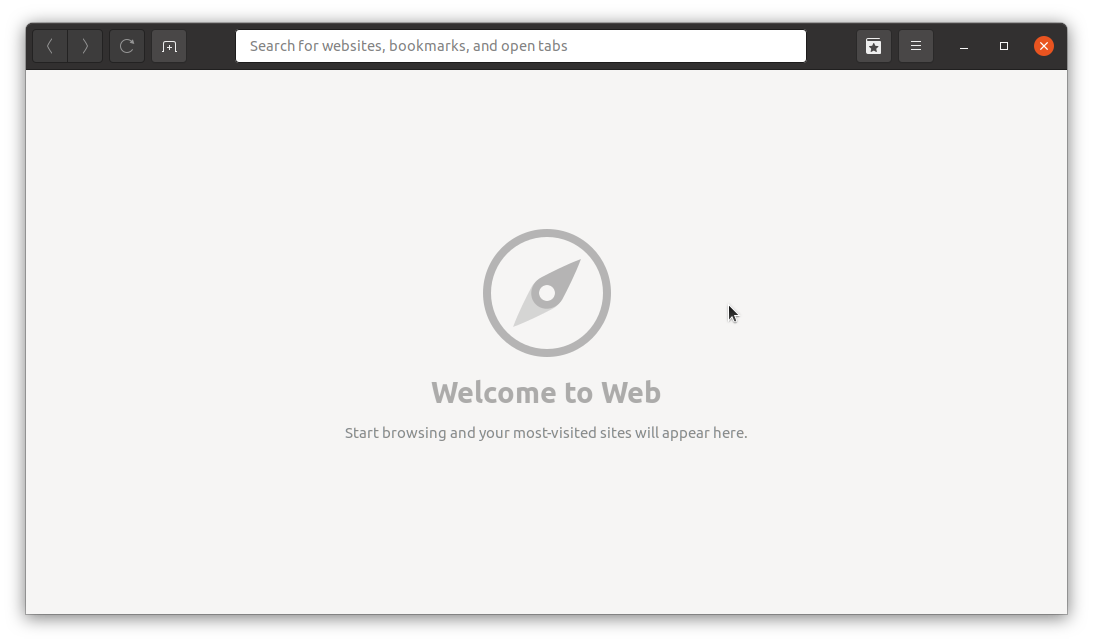 Search for websites, bookmarks, and open tabs
Welcome to Web
Start browsing and your most-visited sites will appear here.